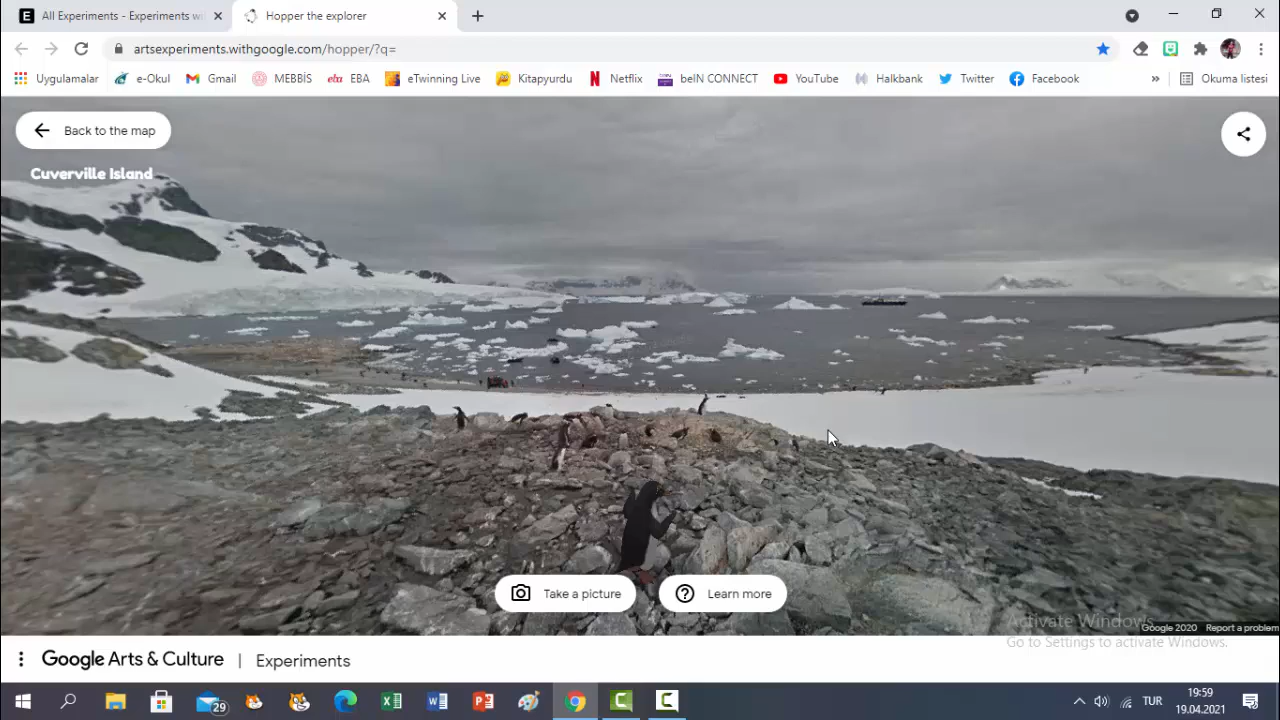 E All Experiments - Experiments wi
Hopper the explorer
artsexperiments.withgoogle.com/hopper/?q=
Uygulamalar
e-Okul
Gmail
MEBBİS
eba EBA
eTwinning Live
Kitapyurdu
N Netflix
beIN CONNECT
YouTube
Halkbank
Twitter
Facebook
»
Okuma listesi
Back to the map
Cuverville Island
Take a picture
Learn more
Activate Windows
Go to Settings to activate Windows.
Google 2020 Report a problem
Google Arts & Culture | Experiments
29
TUR
19:59
19.04.2021